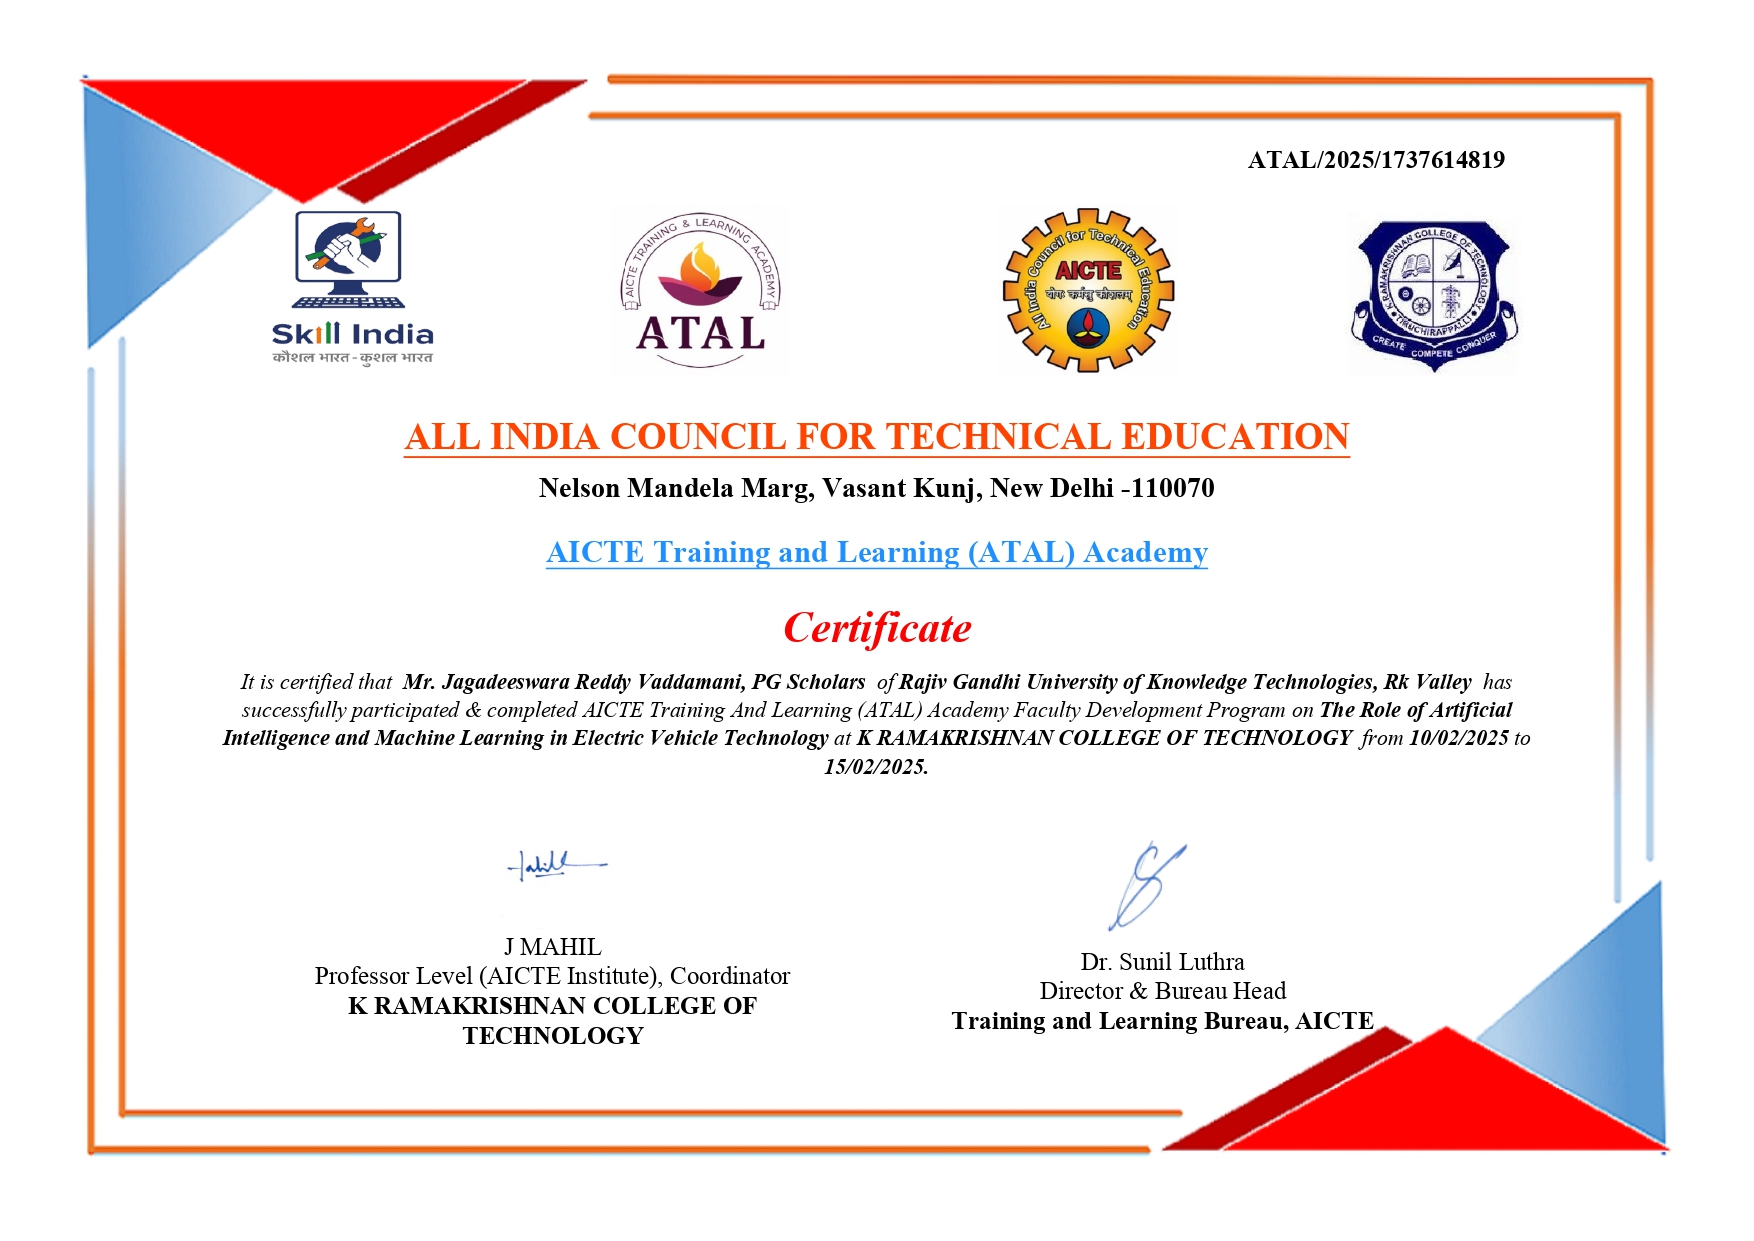 ATAL/2025/1737614819
Skill India
कौशल भारत - कुशल भारत
AICTE TRAINING & LEARNING ACADEMY
ATAL
All India Council for Technical Education
AICTE
योगः कर्मसु कौशलम्
K RAMAKRISHNAN COLLEGE OF TECHNOLOGY
TIRUCHIRAPPALLI
CREATE COMPETE CONQUER
ALL INDIA COUNCIL FOR TECHNICAL EDUCATION
Nelson Mandela Marg, Vasant Kunj, New Delhi -110070
AICTE Training and Learning (ATAL) Academy
Certificate
It is certified that Mr. Jagadeeswara Reddy Vaddamani, PG Scholars of Rajiv Gandhi University of Knowledge Technologies, Rk Valley has
successfully participated & completed AICTE Training And Learning (ATAL) Academy Faculty Development Program on The Role of Artificial
Intelligence and Machine Learning in Electric Vehicle Technology at K RAMAKRISHNAN COLLEGE OF TECHNOLOGY from 10/02/2025 to
15/02/2025.
J MAHIL
Professor Level (AICTE Institute), Coordinator
K RAMAKRISHNAN COLLEGE OF
TECHNOLOGY
Dr. Sunil Luthra
Director & Bureau Head
Training and Learning Bureau, AICTE